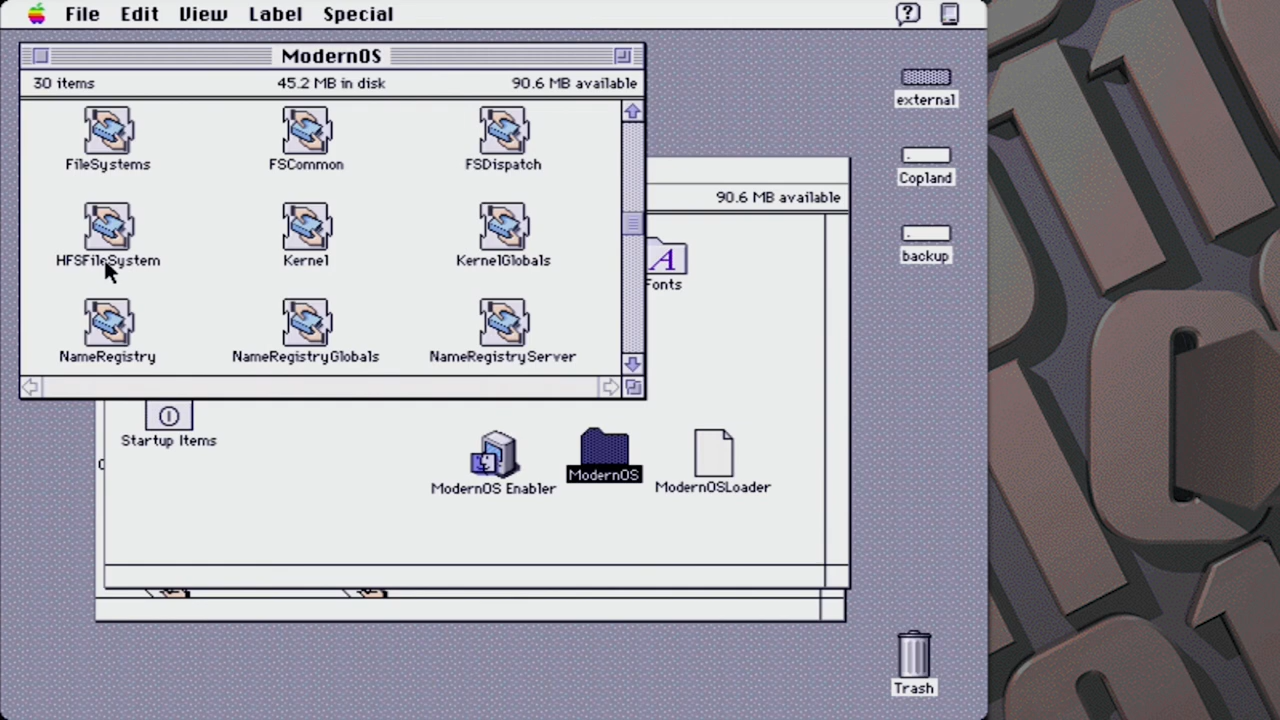 File Edit View Label Special
ModernOS
30 items 45.2 MB in disk 90.6 MB available
external
FileSystems FSCommon FSDispatch
Copland
90.6 MB available
HFSFileSystem Kernel KernelGlobals
backup
Fonts
NameRegistry NameRegistryGlobals NameRegistryServer
Startup Items
ModernOS Enabler ModernOS ModernOSLoader
Trash